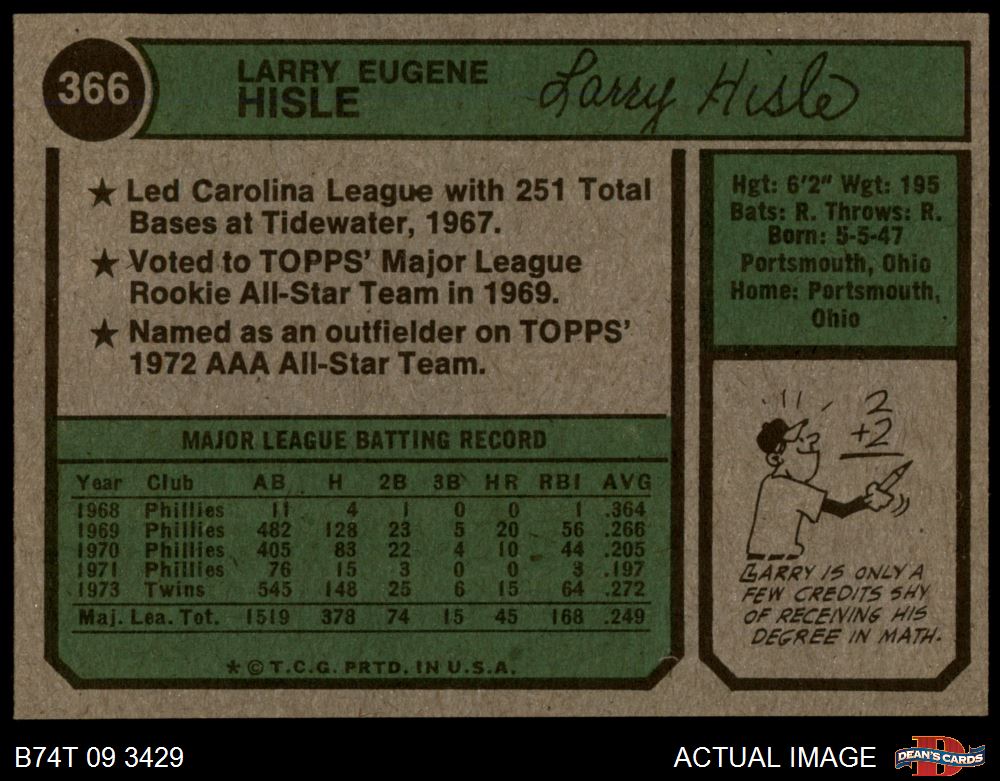 366
LARRY EUGENE
HISLE
Larry Hisle
★ Led Carolina League with 251 Total
Bases at Tidewater, 1967.
★ Voted to TOPPS' Major League
Rookie All-Star Team in 1969.
★ Named as an outfielder on TOPPS'
1972 AAA All-Star Team.
Hgt: 6'2" Wgt: 195
Bats: R. Throws: R.
Born: 5-5-47
Portsmouth, Ohio
Home: Portsmouth,
Ohio
MAJOR LEAGUE BATTING RECORD
Year Club AB H 2B 3B HR RBI AVG
1968 Phillies 11 4 1 0 0 1 .364
1969 Phillies 482 128 23 5 20 56 .266
1970 Phillies 405 83 22 4 10 44 .205
1971 Phillies 76 15 3 0 0 3 .197
1973 Twins 545 148 25 6 15 64 .272
Maj. Lea. Tot. 1519 378 74 15 45 168 .249
★ © T.C.G. PRTD. IN U.S.A.
2
+2
LARRY IS ONLY A
FEW CREDITS SHY
OF RECEIVING HIS
DEGREE IN MATH.
B74T 09 3429
ACTUAL IMAGE
D
DEAN'S CARDS